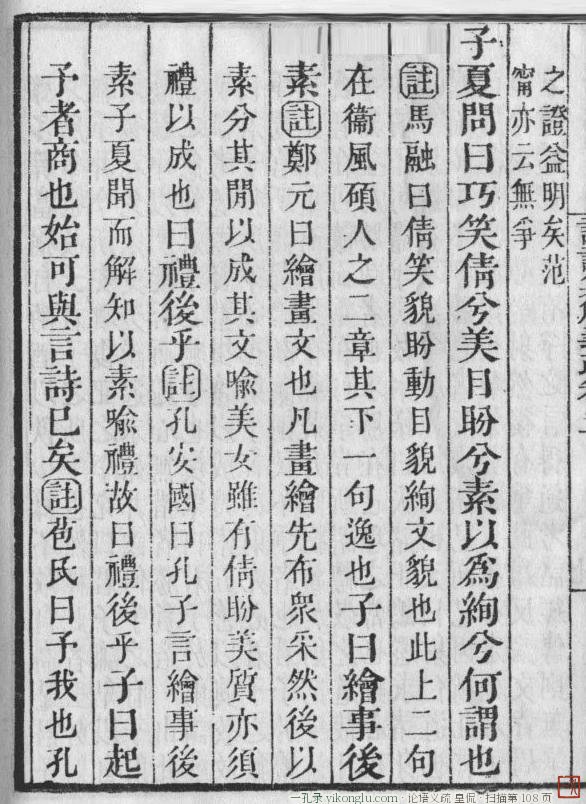 之證益明矣范
甯亦云無爭
子夏問曰巧笑倩兮美目盼兮素以為絢兮何謂也
註馬融曰倩笑貌盼動目貌絢文貌也此上二句
在衞風碩人之二章其下一句逸也子曰繪事後
素註鄭元曰繪畫文也凡畫繪先布衆采然後以
素分其間以成其文喻美女雖有倩盼美質亦須
禮以成也曰禮後乎註孔安國曰孔子言繪事後
素子夏聞而解知以素喻禮故曰禮後乎子曰起
予者商也始可與言詩已矣註苞氏曰予我也孔
一孔录 yikonglu.com · 论语义疏·皇侃 · 扫描第 108 页